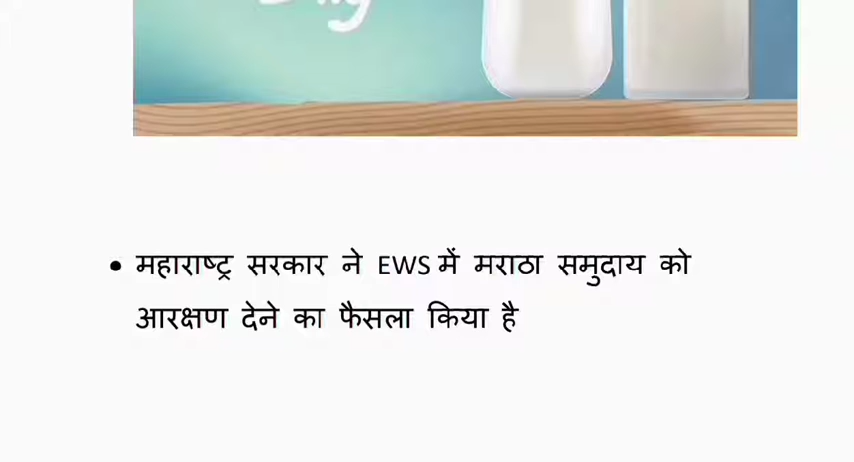 • महाराष्ट्र सरकार ने EWS में मराठा समुदाय को
आरक्षण देने का फैसला किया है